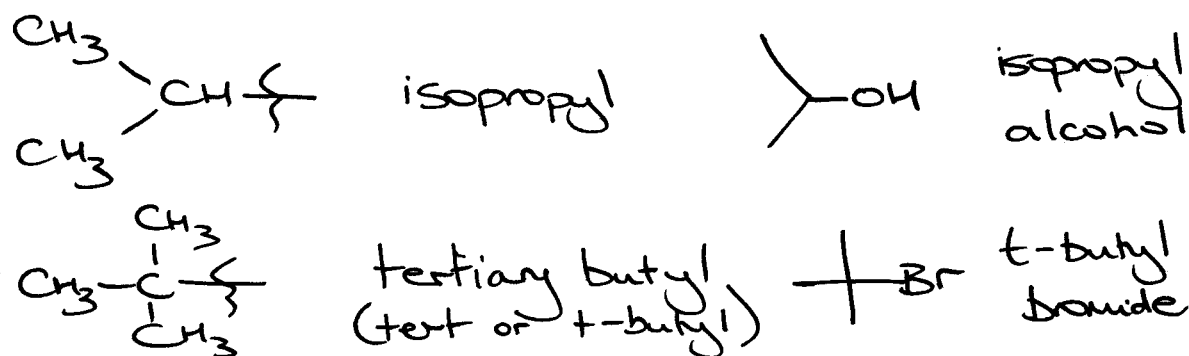 CH3
CH-
CH3
isopropyl
-OH
isopropyl
alcohol
CH3
CH3-C-
CH3
tertiary butyl
(tert or t-butyl)
-Br
t-butyl
bromide